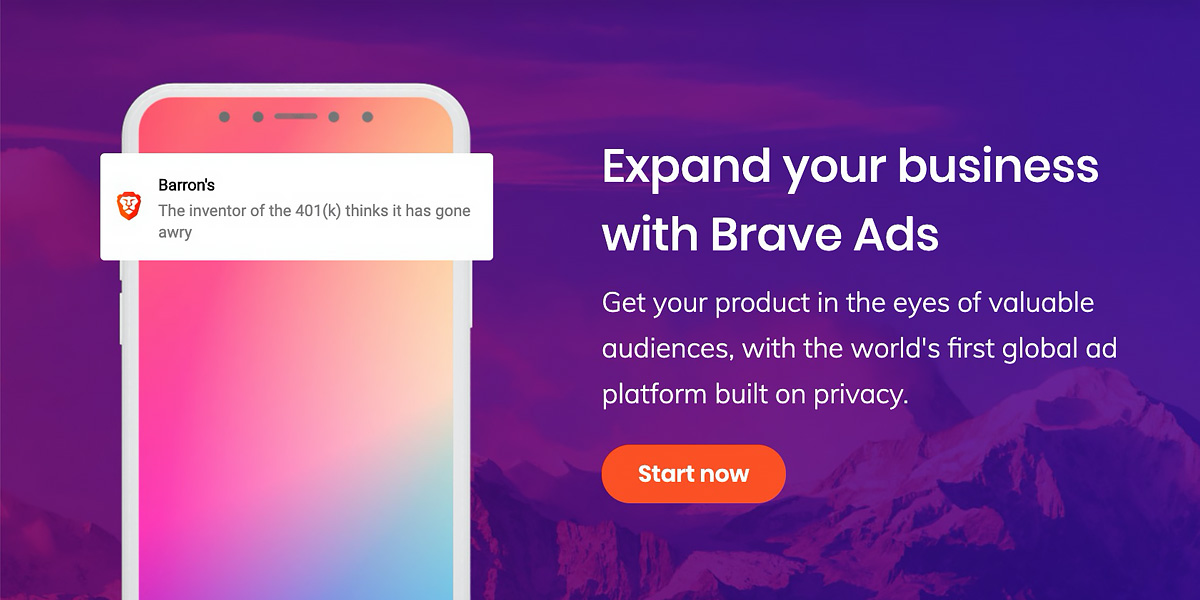 Barron's
The inventor of the 401(k) thinks it has gone
awry
Expand your business
with Brave Ads
Get your product in the eyes of valuable
audiences, with the world's first global ad
platform built on privacy.
Start now